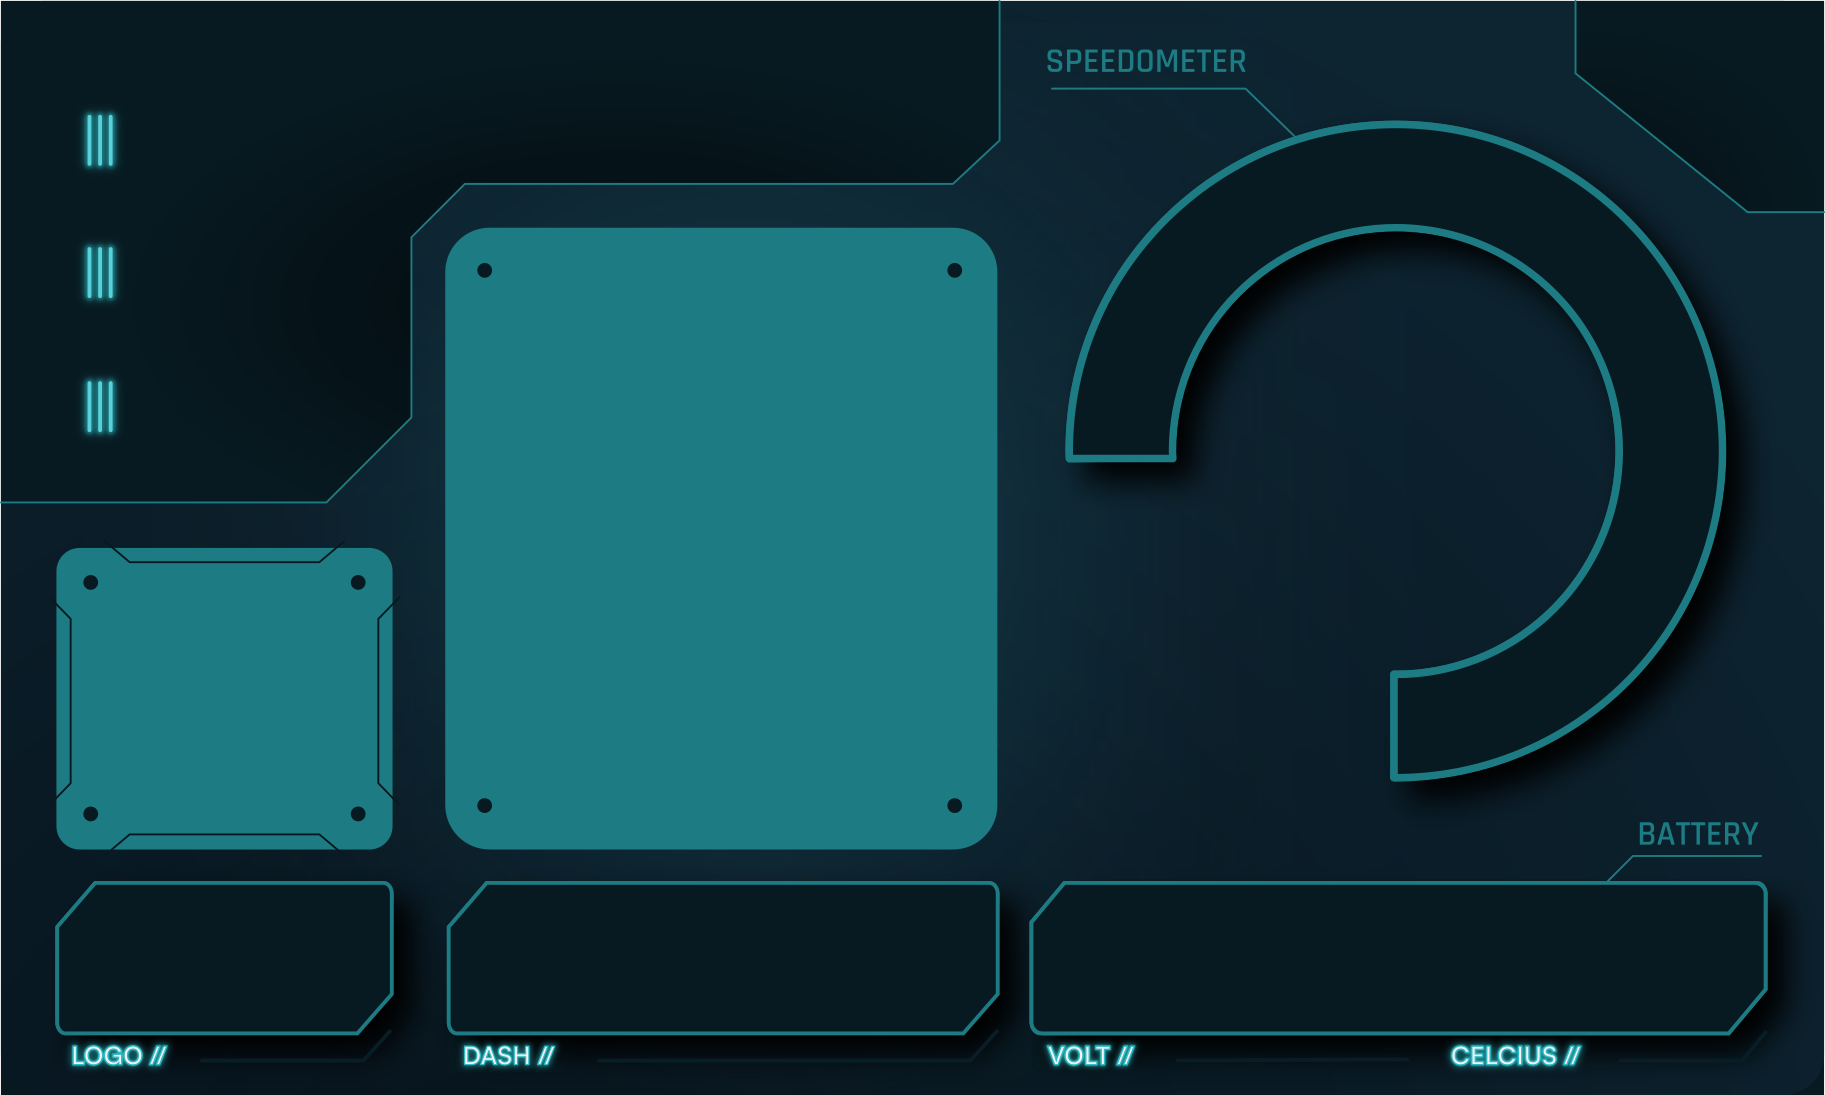 SPEEDOMETER
BATTERY
LOGO //
DASH //
VOLT //
CELCIUS //